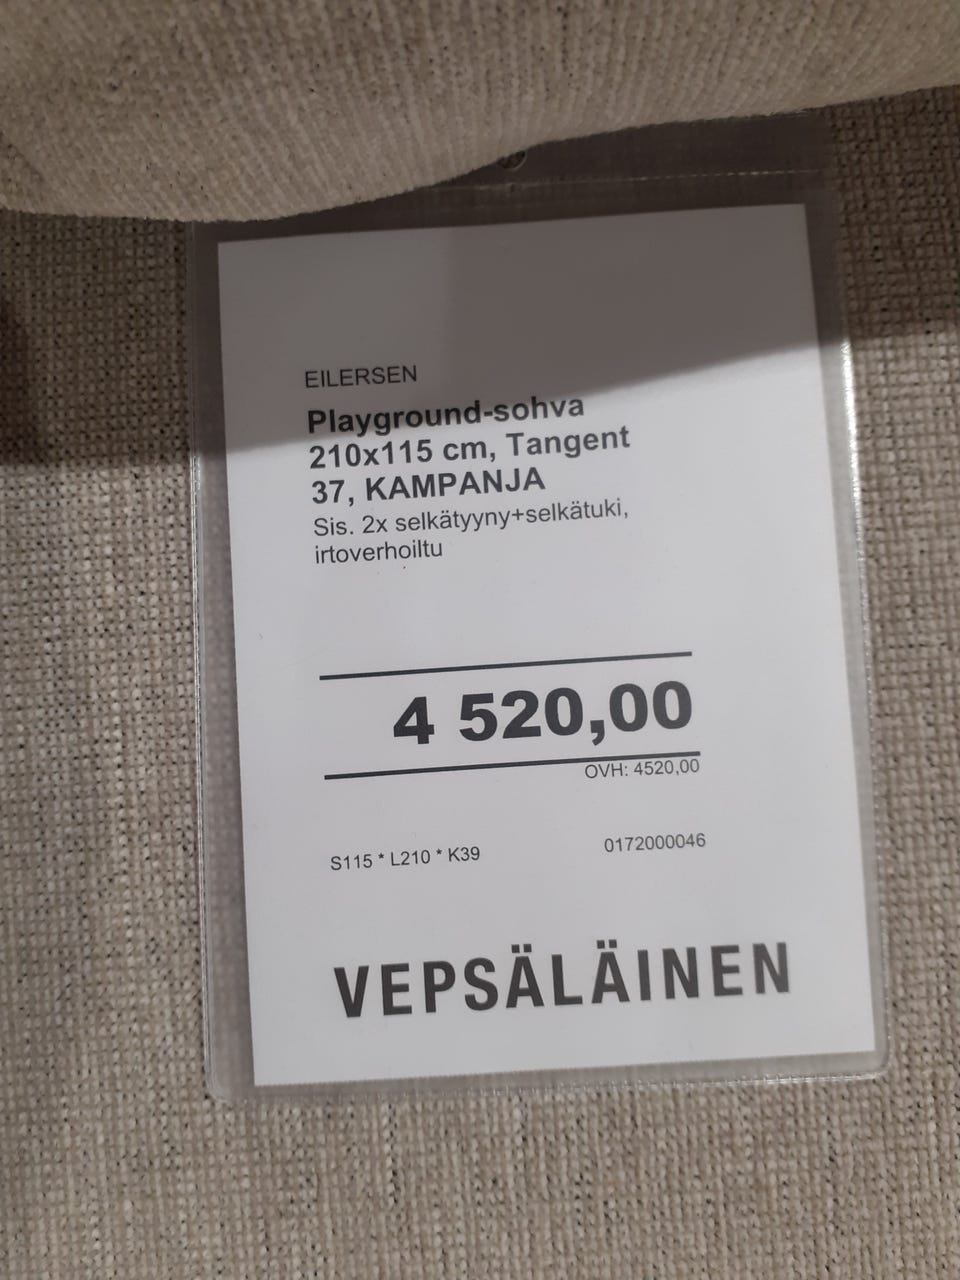 EILERSEN
Playground-sohva
210x115 cm, Tangent
37, KAMPANJA
Sis. 2x selkätyyny+selkätuki,
irtoverhoiltu
4 520,00
OVH: 4520,00
S115 * L210 * K39
0172000046
VEPSÄLÄINEN